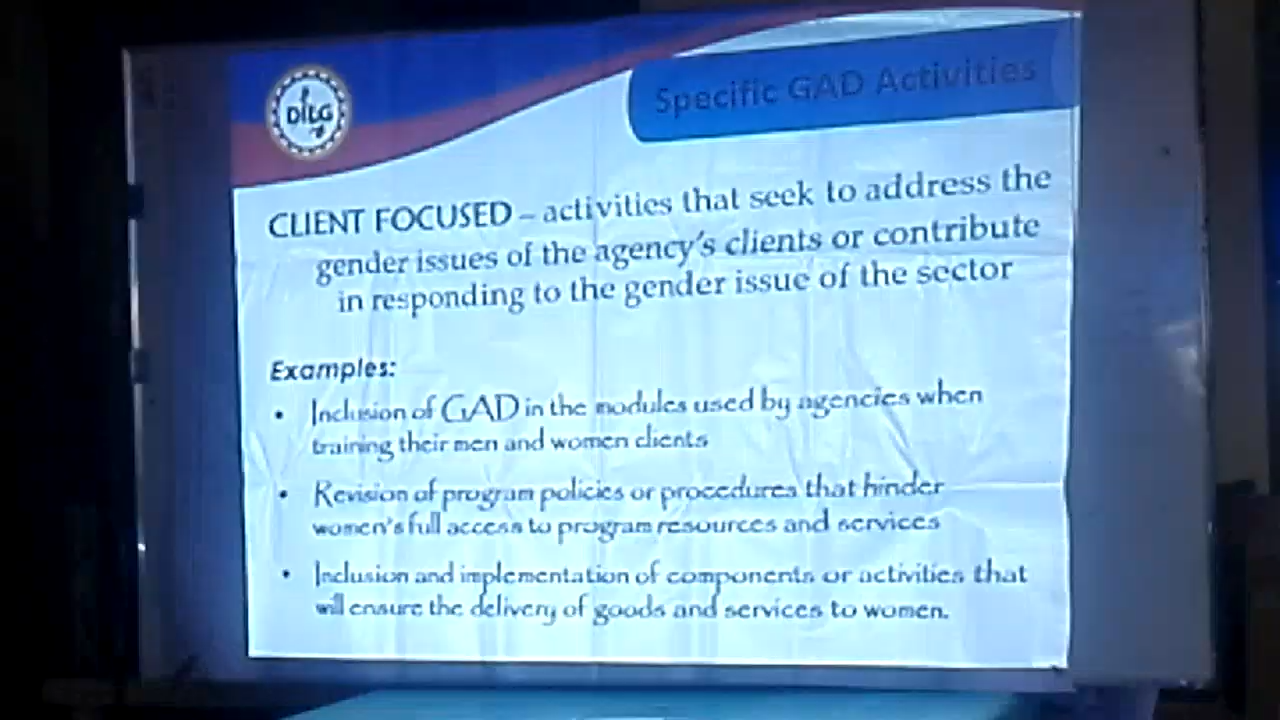 DILG
Specific GAD Activities
CLIENT FOCUSED – activities that seek to address the
gender issues of the agency's clients or contribute
in responding to the gender issue of the sector
Examples:
• Inclusion of GAD in the modules used by agencies when
training their men and women clients
• Revision of program policies or procedures that hinder
women's full access to program resources and services
• Inclusion and implementation of components or activities that
will ensure the delivery of goods and services to women.